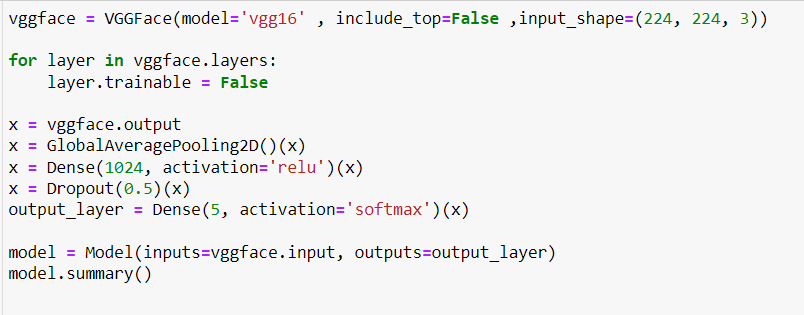 vggface = VGGFace(model='vgg16' , include_top=False ,input_shape=(224, 224, 3))
for layer in vggface.layers:
    layer.trainable = False
x = vggface.output
x = GlobalAveragePooling2D()(x)
x = Dense(1024, activation='relu')(x)
x = Dropout(0.5)(x)
output_layer = Dense(5, activation='softmax')(x)
model = Model(inputs=vggface.input, outputs=output_layer)
model.summary()